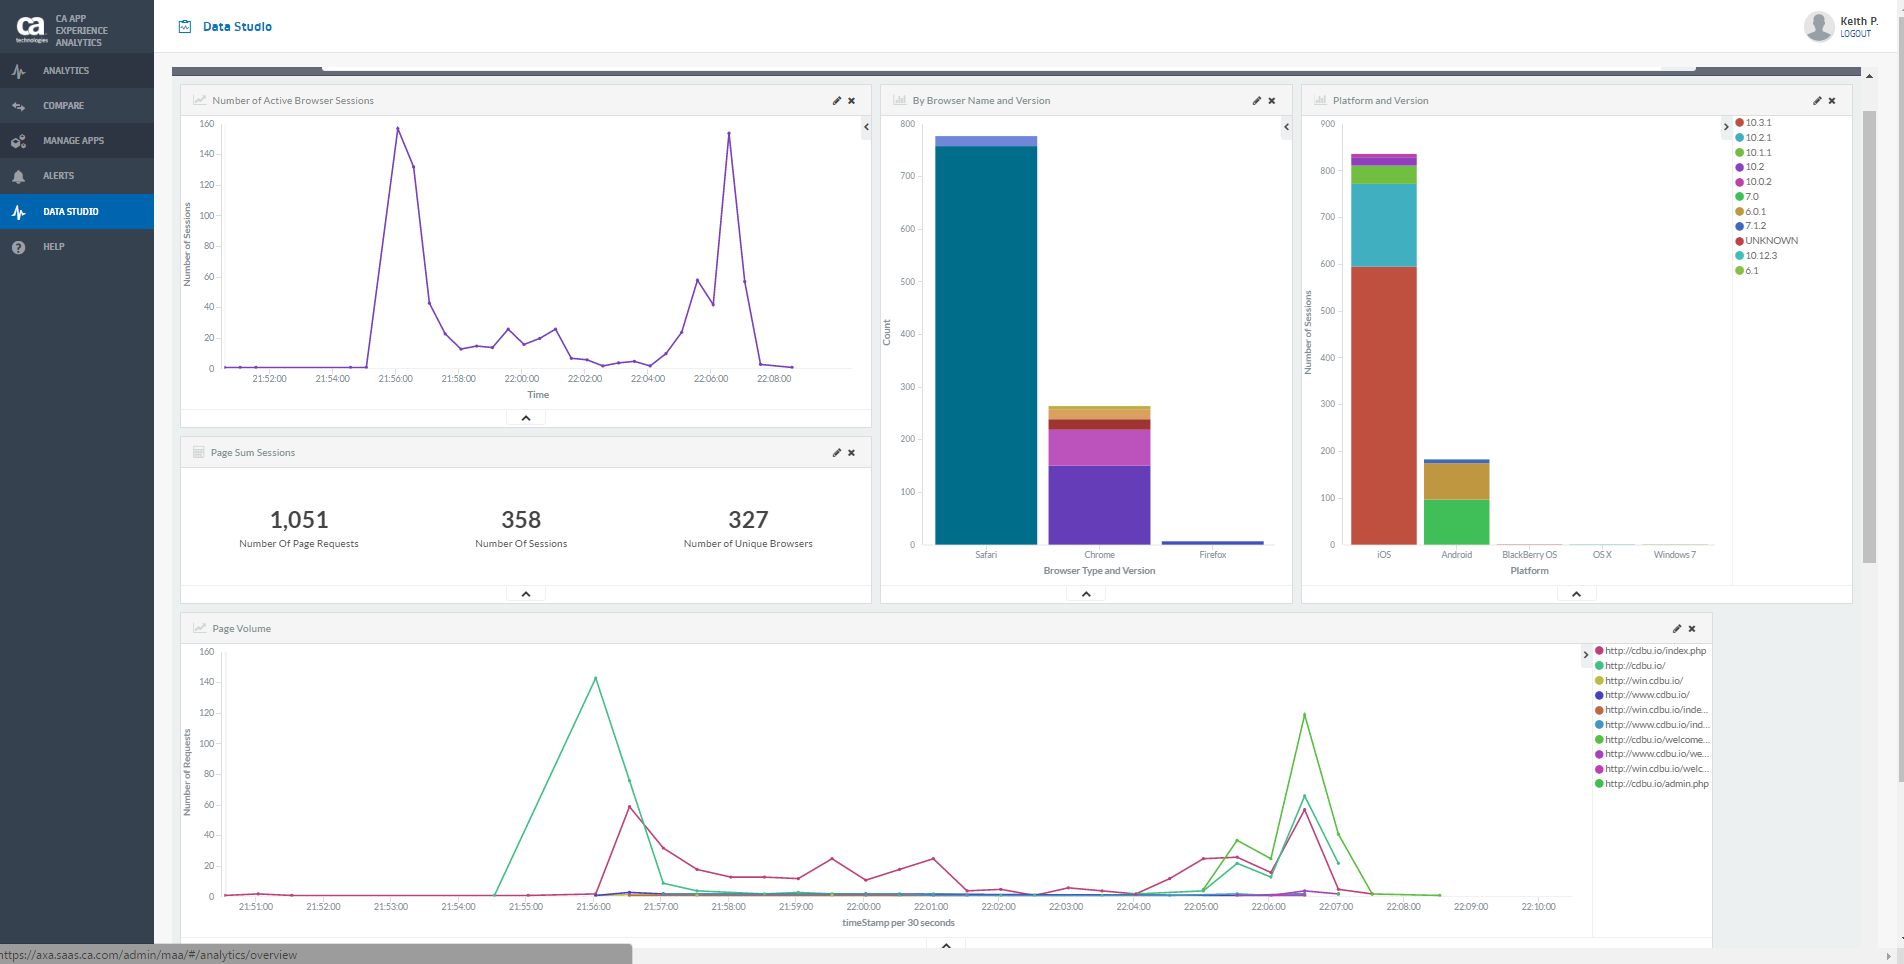 ca
technologies
CA APP
EXPERIENCE
ANALYTICS
ANALYTICS
COMPARE
MANAGE APPS
ALERTS
DATA STUDIO
HELP
Data Studio
Keith P.
LOGOUT
Number of Active Browser Sessions
160
140
120
100
80
60
40
20
0
Number of Sessions
21:52:00 21:54:00 21:56:00 21:58:00 22:00:00 22:02:00 22:04:00 22:06:00 22:08:00
Time
By Browser Name and Version
800
700
600
500
400
300
200
100
0
Count
Safari Chrome Firefox
Browser Type and Version
Platform and Version
900
800
700
600
500
400
300
200
100
0
Number of Sessions
iOS Android BlackBerry OS OS X Windows 7
Platform
10.3.1
10.2.1
10.1.1
10.2
10.0.2
7.0
6.0.1
7.1.2
UNKNOWN
10.12.3
6.1
Page Sum Sessions
1,051 358 327
Number Of Page Requests Number Of Sessions Number of Unique Browsers
Page Volume
160
140
120
100
80
60
40
20
0
Number of Requests
21:51:00 21:52:00 21:53:00 21:54:00 21:55:00 21:56:00 21:57:00 21:58:00 21:59:00 22:00:00 22:01:00 22:02:00 22:03:00 22:04:00 22:05:00 22:06:00 22:07:00 22:08:00 22:09:00 22:10:00
timeStamp per 30 seconds
http://cdbu.io/index.php
http://cdbu.io/
http://win.cdbu.io/
http://www.cdbu.io/
http://win.cdbu.io/inde...
http://www.cdbu.io/ind...
http://cdbu.io/welcome...
http://www.cdbu.io/we...
http://win.cdbu.io/welc...
http://cdbu.io/admin.php
https://axa.saas.ca.com/admin/maa/#/analytics/overview